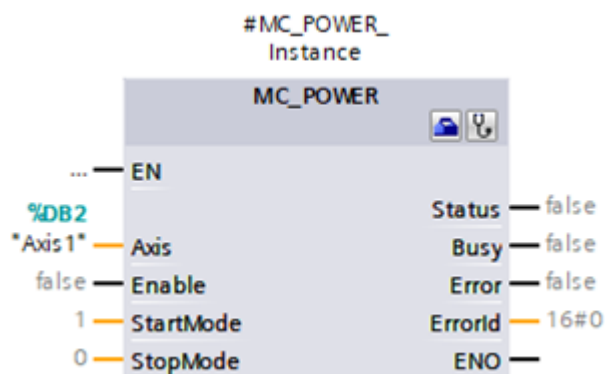 #MC_POWER_
Instance
MC_POWER
... EN
%DB2 Status false
"Axis1" Axis Busy false
false Enable Error false
1 StartMode ErrorId 16#0
0 StopMode ENO